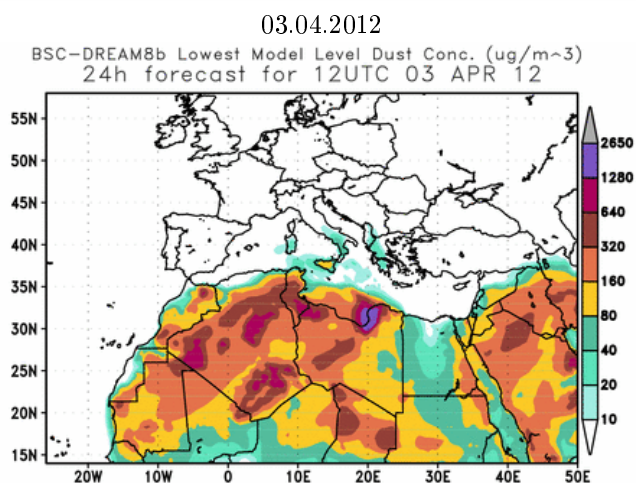 03.04.2012
BSC-DREAM8b Lowest Model Level Dust Conc. (ug/m^3)
24h forecast for 12UTC 03 APR 12
55N
50N
45N
40N
35N
30N
25N
20N
15N
20W
10W
0
10E
20E
30E
40E
50E
2650
1280
640
320
160
80
40
20
10